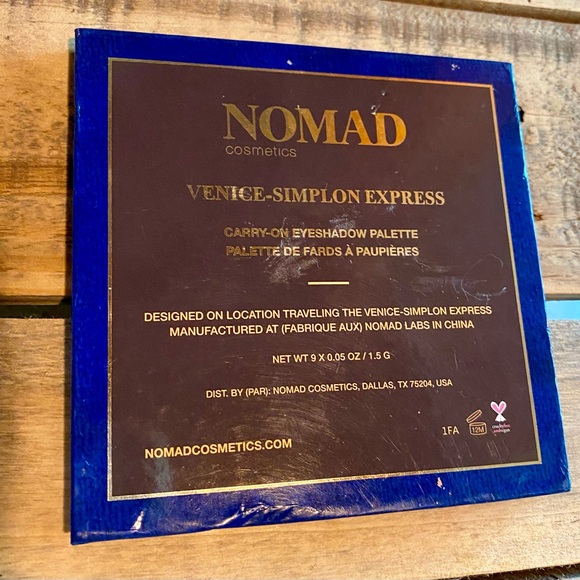 NOMAD
cosmetics
VENICE-SIMPLON EXPRESS
CARRY-ON EYESHADOW PALETTE
PALETTE DE FARDS À PAUPIÈRES
DESIGNED ON LOCATION TRAVELING THE VENICE-SIMPLON EXPRESS
MANUFACTURED AT (FABRIQUE AUX) NOMAD LABS IN CHINA
NET WT 9 X 0.05 OZ / 1.5 G
DIST. BY (PAR): NOMAD COSMETICS, DALLAS, TX 75204, USA
1FA 12M
NOMADCOSMETICS.COM